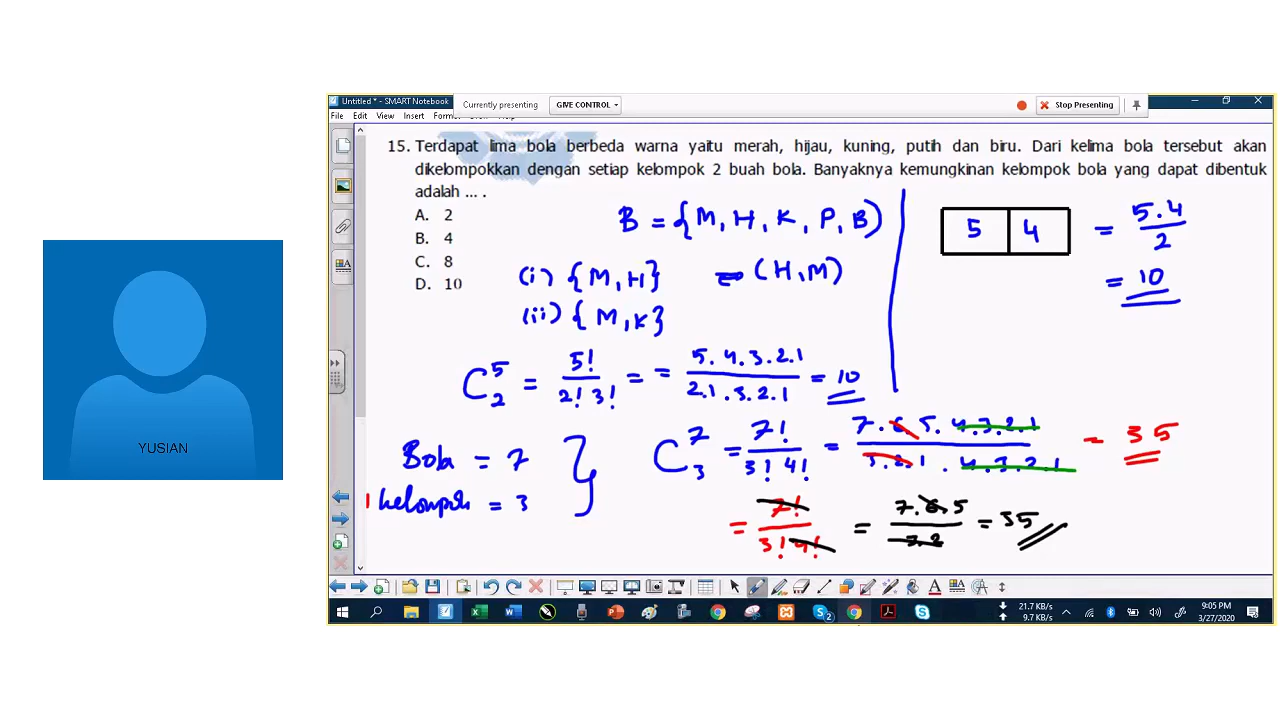 Untitled * - SMART Notebook
Currently presenting
GIVE CONTROL
Stop Presenting
File Edit View Insert Format
15. Terdapat lima bola berbeda warna yaitu merah, hijau, kuning, putih dan biru. Dari kelima bola tersebut akan
dikelompokkan dengan setiap kelompok 2 buah bola. Banyaknya kemungkinan kelompok bola yang dapat dibentuk
adalah ... .
A. 2
B. 4
C. 8
D. 10
B = {M, H, K, P, B}
(i) {M, H} = (H, M)
(ii) {M, K}
5 4 = 5.4 / 2
= 10
C 5 2 = 5! / 2! 3! = = 5.4.3.2.1 / 2.1.3.2.1 = 10
Bola = 7
1 kelompok = 3
C 7 3 = 7! / 3! 4! = 7.6.5.4.3.2.1 / 3.2.1.4.3.2.1 = 35
= 7! / 3! 4! = 7.6.5 / 3.2 = 35
YUSIAN
21.7 KB/s
9.7 KB/s
9:05 PM
3/27/2020